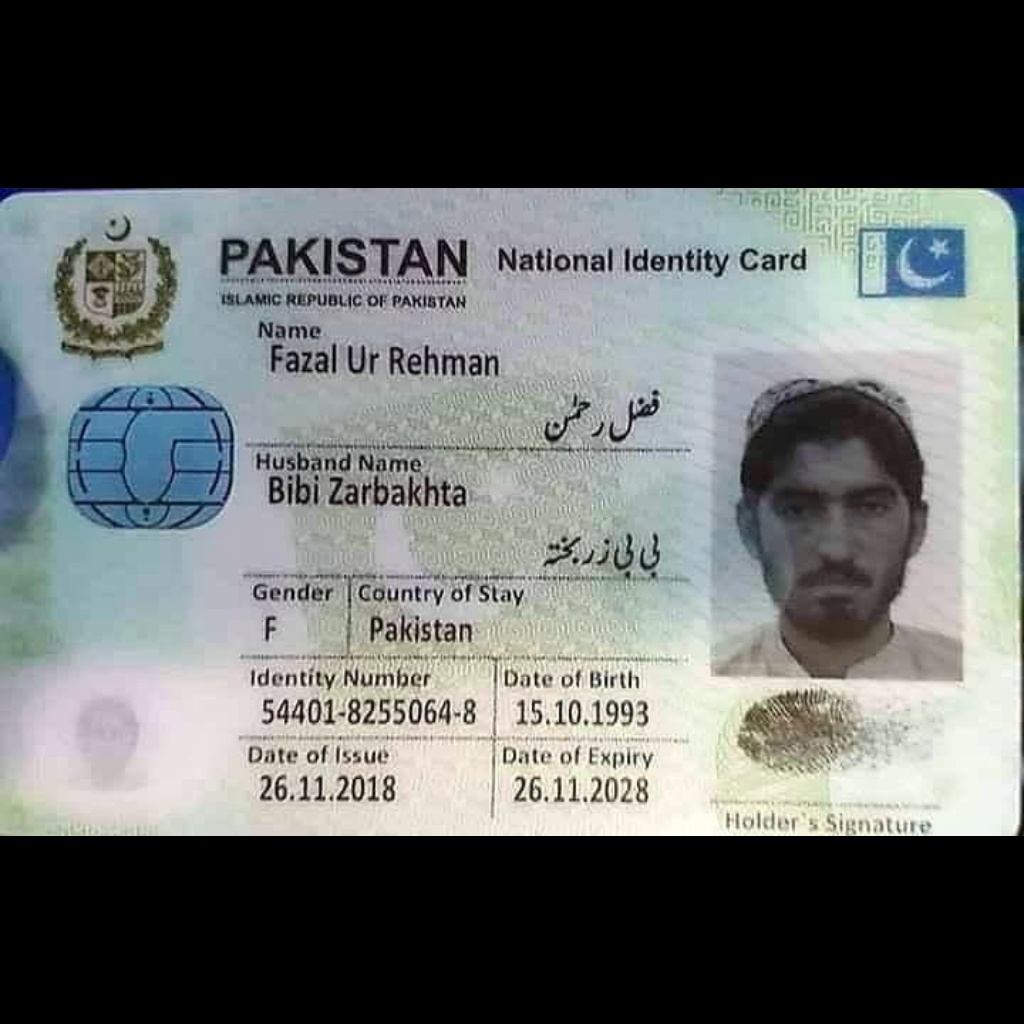 PAKISTAN National Identity Card
ISLAMIC REPUBLIC OF PAKISTAN
Name
Fazal Ur Rehman
فضل رحمٰن
Husband Name
Bibi Zarbakhta
بی بی زر بختہ
Gender Country of Stay
F Pakistan
Identity Number Date of Birth
54401-8255064-8 15.10.1993
Date of Issue Date of Expiry
26.11.2018 26.11.2028
Holder`s Signature